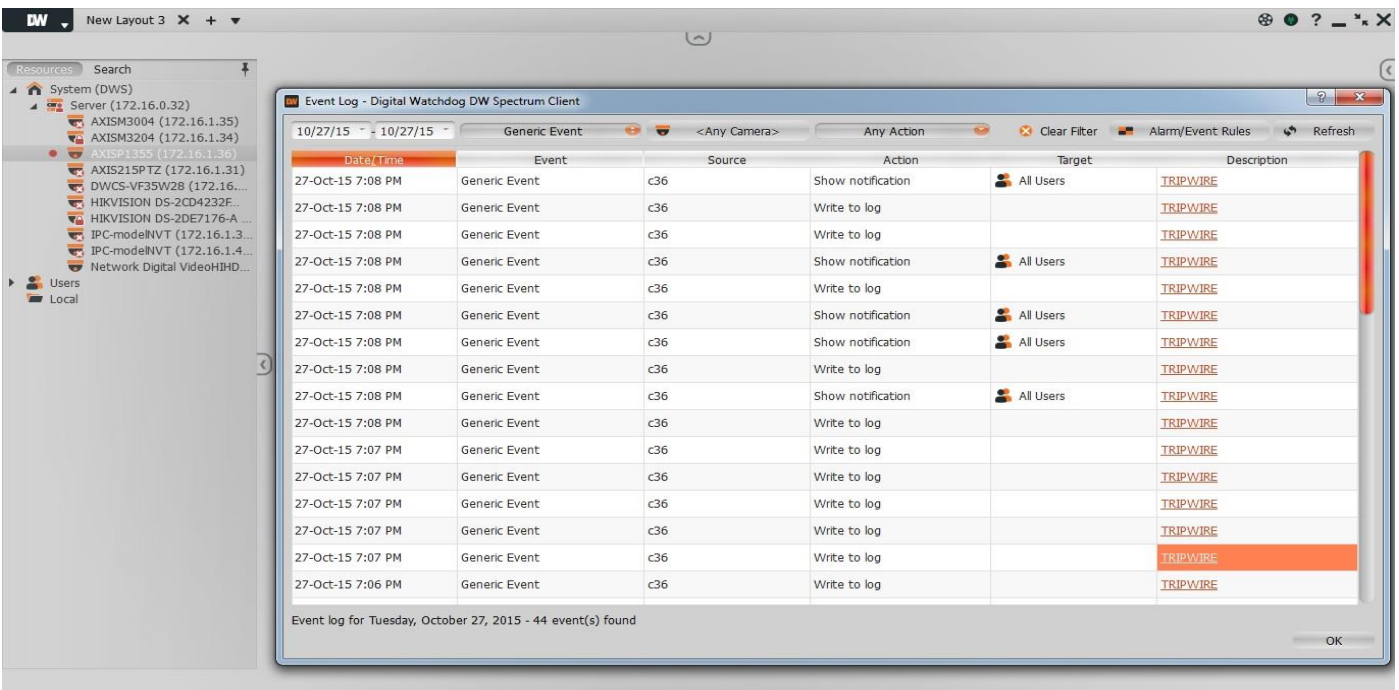 DW New Layout 3
Resources Search
System (DWS)
Server (172.16.0.32)
AXISM3004 (172.16.1.35)
AXISM3204 (172.16.1.34)
AXISP1355 (172.16.1.36)
AXIS215PTZ (172.16.1.31)
DWCS-VF35W28 (172.16....
HIKVISION DS-2CD4232F...
HIKVISION DS-2DE7176-A ...
IPC-modelNVT (172.16.1.3...
IPC-modelNVT (172.16.1.4...
Network Digital VideoHIHD...
Users
Local
DW Event Log - Digital Watchdog DW Spectrum Client
10/27/15 - 10/27/15 Generic Event <Any Camera> Any Action Clear Filter Alarm/Event Rules Refresh
Date/Time Event Source Action Target Description
27-Oct-15 7:08 PM Generic Event c36 Show notification All Users TRIPWIRE
27-Oct-15 7:08 PM Generic Event c36 Write to log TRIPWIRE
27-Oct-15 7:08 PM Generic Event c36 Write to log TRIPWIRE
27-Oct-15 7:08 PM Generic Event c36 Show notification All Users TRIPWIRE
27-Oct-15 7:08 PM Generic Event c36 Write to log TRIPWIRE
27-Oct-15 7:08 PM Generic Event c36 Show notification All Users TRIPWIRE
27-Oct-15 7:08 PM Generic Event c36 Show notification All Users TRIPWIRE
27-Oct-15 7:08 PM Generic Event c36 Write to log TRIPWIRE
27-Oct-15 7:08 PM Generic Event c36 Show notification All Users TRIPWIRE
27-Oct-15 7:08 PM Generic Event c36 Write to log TRIPWIRE
27-Oct-15 7:07 PM Generic Event c36 Write to log TRIPWIRE
27-Oct-15 7:07 PM Generic Event c36 Write to log TRIPWIRE
27-Oct-15 7:07 PM Generic Event c36 Write to log TRIPWIRE
27-Oct-15 7:07 PM Generic Event c36 Write to log TRIPWIRE
27-Oct-15 7:07 PM Generic Event c36 Write to log TRIPWIRE
27-Oct-15 7:06 PM Generic Event c36 Write to log TRIPWIRE
Event log for Tuesday, October 27, 2015 - 44 event(s) found
OK